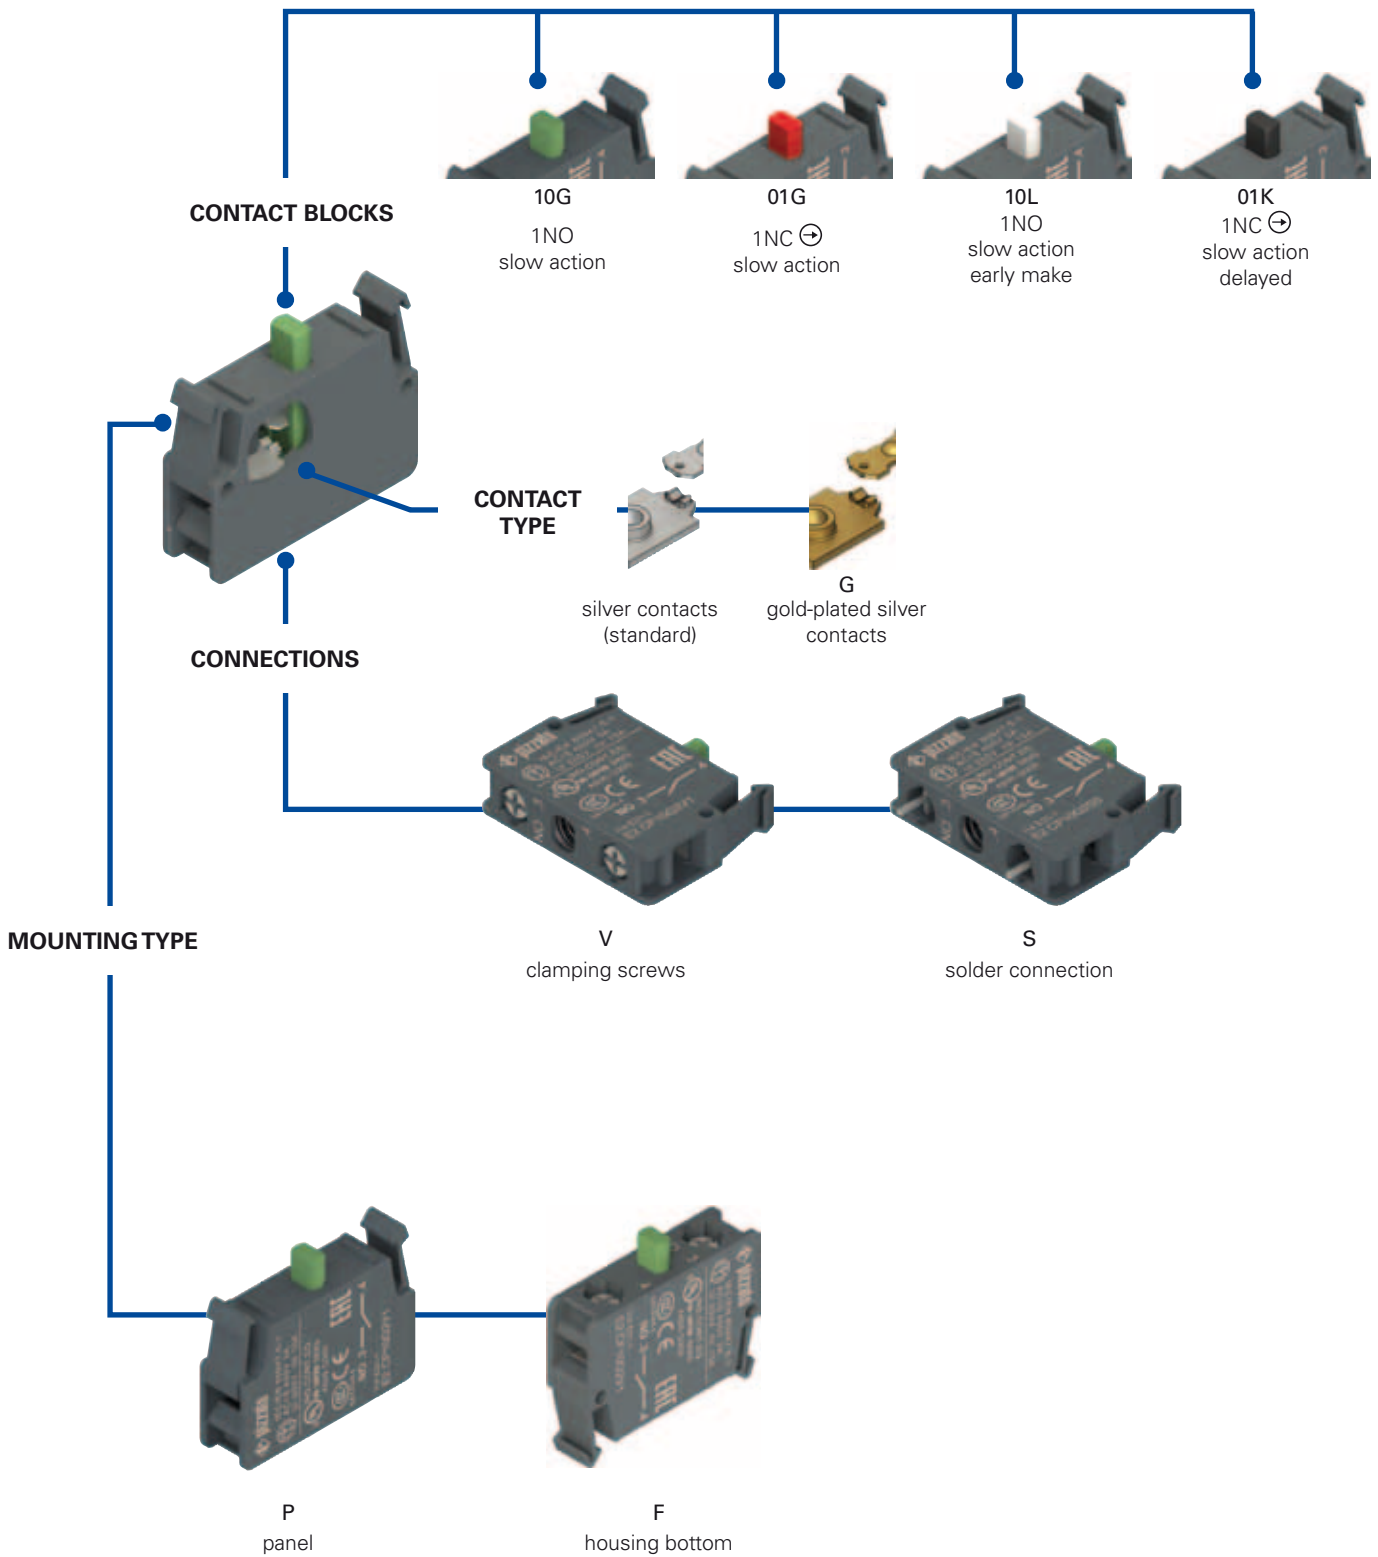 10G
1NO
slow action
01G
1NC
slow action
10L
1NO
slow action
early make
01K
1NC
slow action
delayed
CONTACT BLOCKS
CONTACT
TYPE
silver contacts
(standard)
G
gold-plated silver
contacts
CONNECTIONS
V
clamping screws
S
solder connection
MOUNTING TYPE
P
panel
F
housing bottom